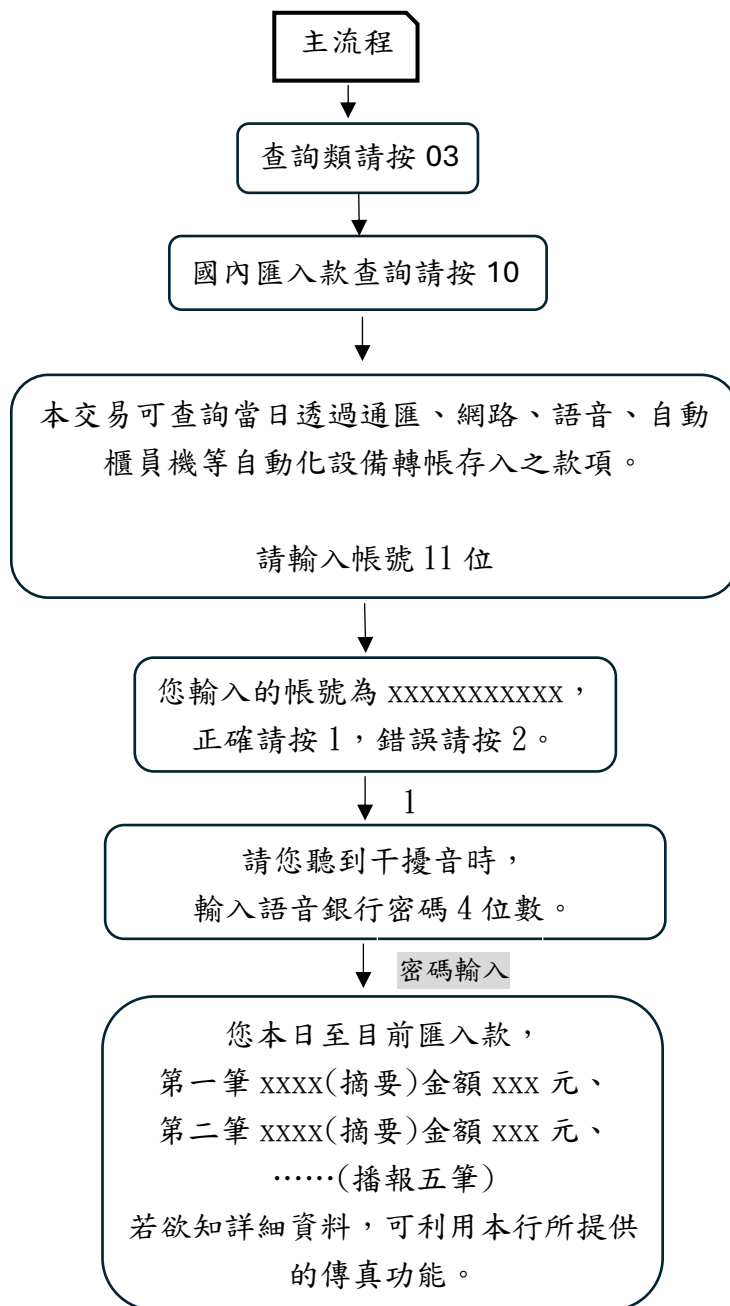 主流程
查詢類請按 03
國內匯入款查詢請按 10
本交易可查詢當日透過通匯、網路、語音、自動
櫃員機等自動化設備轉帳存入之款項。
請輸入帳號 11 位
您輸入的帳號為 xxxxxxxxxxx，
正確請按 1，錯誤請按 2。
1
請您聽到干擾音時，
輸入語音銀行密碼 4 位數。
密碼輸入
您本日至目前匯入款，
第一筆 xxxx(摘要)金額 xxx 元、
第二筆 xxxx(摘要)金額 xxx 元、
……(播報五筆)
若欲知詳細資料，可利用本行所提供
的傳真功能。